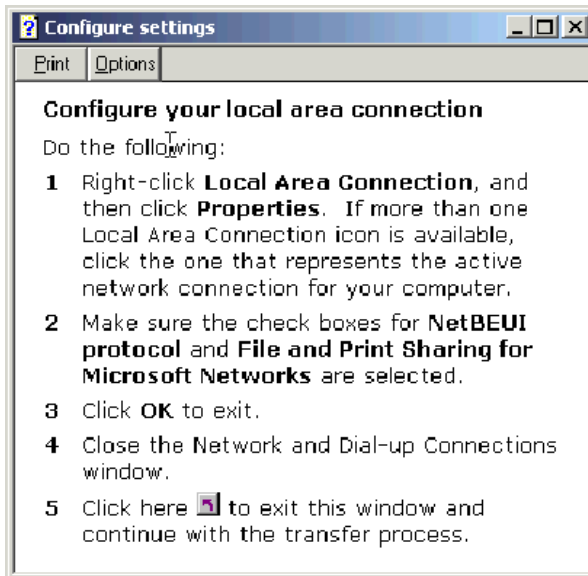 Configure settings
Print Options
Configure your local area connection
Do the following:
1 Right-click Local Area Connection, and
then click Properties. If more than one
Local Area Connection icon is available,
click the one that represents the active
network connection for your computer.
2 Make sure the check boxes for NetBEUI
protocol and File and Print Sharing for
Microsoft Networks are selected.
3 Click OK to exit.
4 Close the Network and Dial-up Connections
window.
5 Click here to exit this window and
continue with the transfer process.